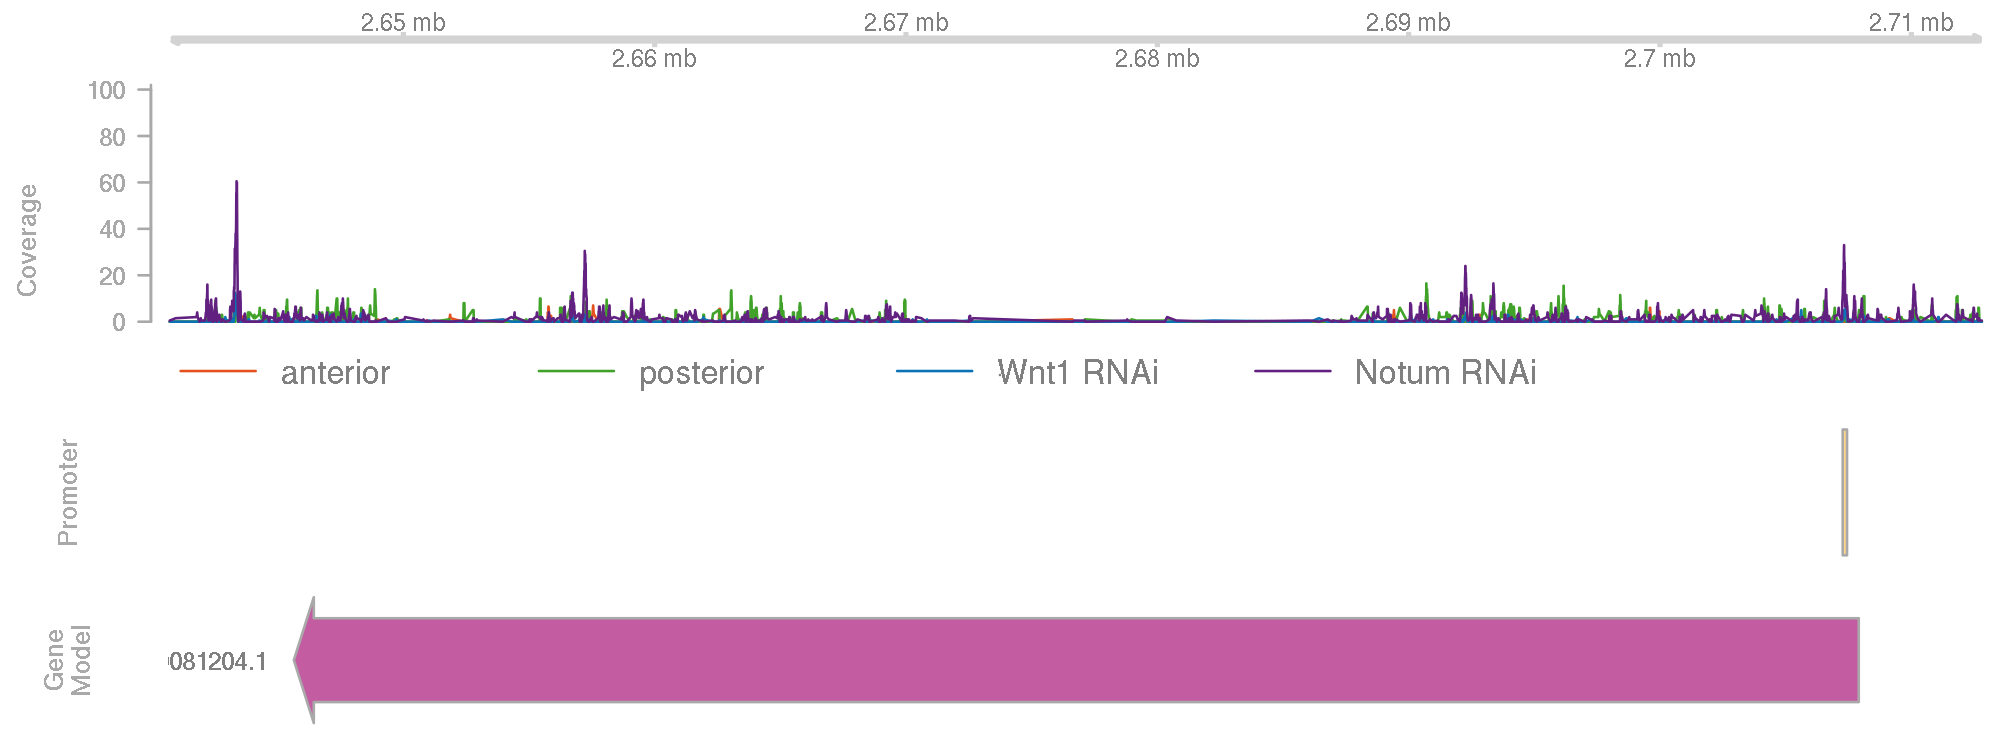 2.65 mb 2.67 mb 2.69 mb 2.71 mb
2.66 mb 2.68 mb 2.7 mb
100
80
60
40
20
0
Coverage
anterior posterior Wnt1 RNAi Notum RNAi
Promoter
Gene
Model
081204.1